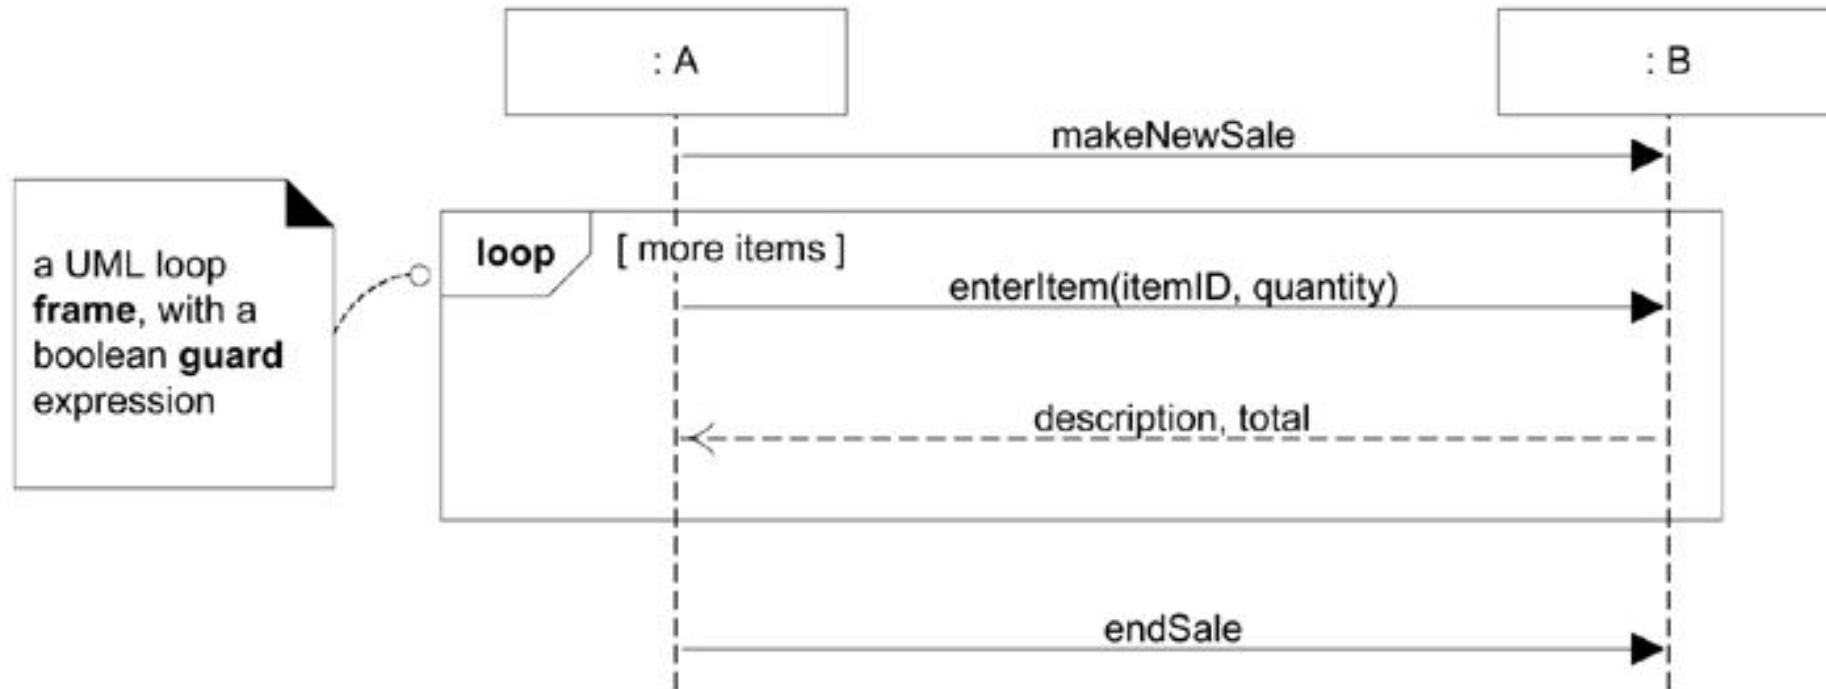 : A
: B
makeNewSale
a UML loop
frame, with a
boolean guard
expression
loop
[ more items ]
enterItem(itemID, quantity)
description, total
endSale